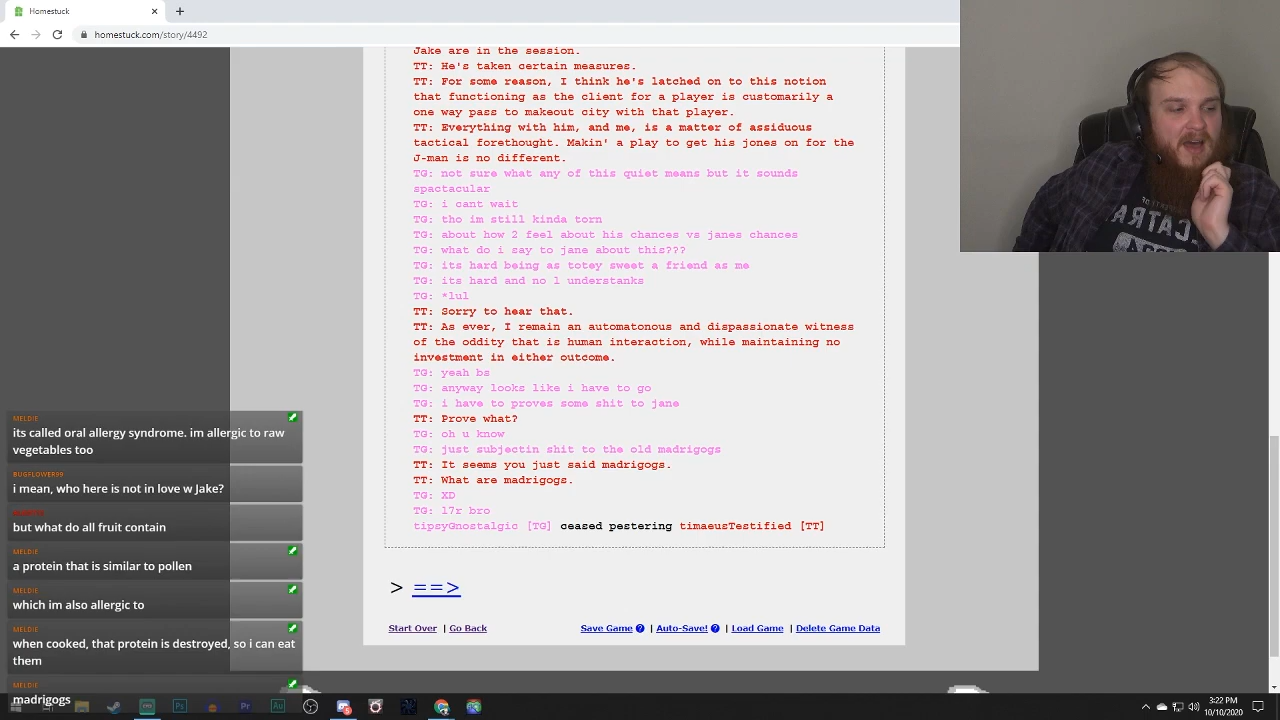 Homestuck
homestuck.com/story/4492
Jake are in the session.
TT: He's taken certain measures.
TT: For some reason, I think he's latched on to this notion
that functioning as the client for a player is customarily a
one way pass to makeout city with that player.
TT: Everything with him, and me, is a matter of assiduous
tactical forethought. Makin' a play to get his jones on for the
J-man is no different.
TG: not sure what any of this quiet means but it sounds
spactacular
TG: i cant wait
TG: tho im still kinda torn
TG: about how 2 feel about his chances vs janes chances
TG: what do i say to jane about this???
TG: its hard being as totey sweet a friend as me
TG: its hard and no 1 understanks
TG: *lul
TT: Sorry to hear that.
TT: As ever, I remain an automatonous and dispassionate witness
of the oddity that is human interaction, while maintaining no
investment in either outcome.
TG: yeah bs
TG: anyway looks like i have to go
TG: i have to proves some shit to jane
TT: Prove what?
TG: oh u know
TG: just subjectin shit to the old madrigogs
TT: It seems you just said madrigogs.
TT: What are madrigogs.
TG: XD
TG: l7r bro
tipsyGnostalgic [TG] ceased pestering timaeusTestified [TT]
> ==>
Start Over | Go Back
Save Game ? | Auto-Save! ? | Load Game | Delete Game Data
MELDIE
its called oral allergy syndrome. im allergic to raw
vegetables too
BUGFLOWER99
i mean, who here is not in love w Jake?
but what do all fruit contain
MELDIE
a protein that is similar to pollen
MELDIE
which im also allergic to
MELDIE
when cooked, that protein is destroyed, so i can eat
them
MELDIE
madrigogs
3:22 PM
10/10/2020